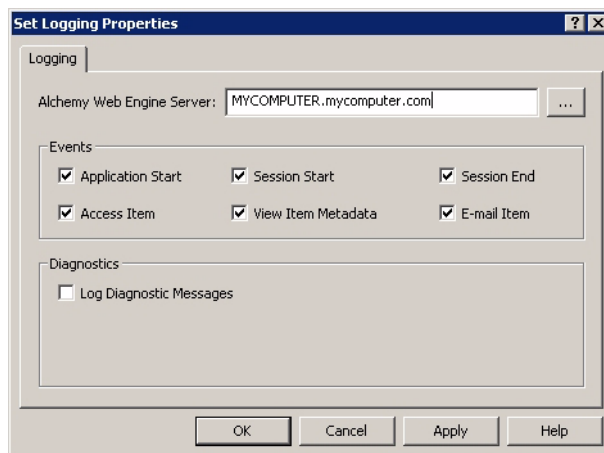 Set Logging Properties
Logging
Alchemy Web Engine Server: MYCOMPUTER.mycomputer.com ...
Events
Application Start Session Start Session End
Access Item View Item Metadata E-mail Item
Diagnostics
Log Diagnostic Messages
OK Cancel Apply Help